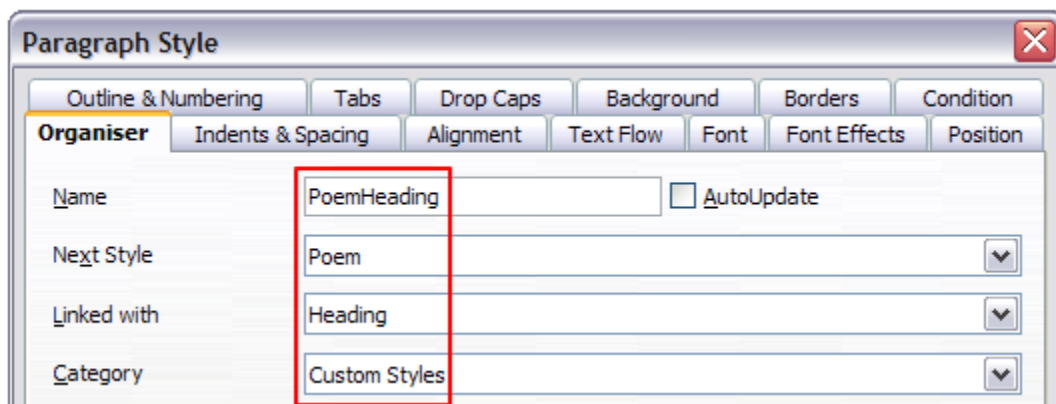 Paragraph Style
Outline & Numbering Tabs Drop Caps Background Borders Condition
Organiser Indents & Spacing Alignment Text Flow Font Font Effects Position
Name PoemHeading AutoUpdate
Next Style Poem
Linked with Heading
Category Custom Styles